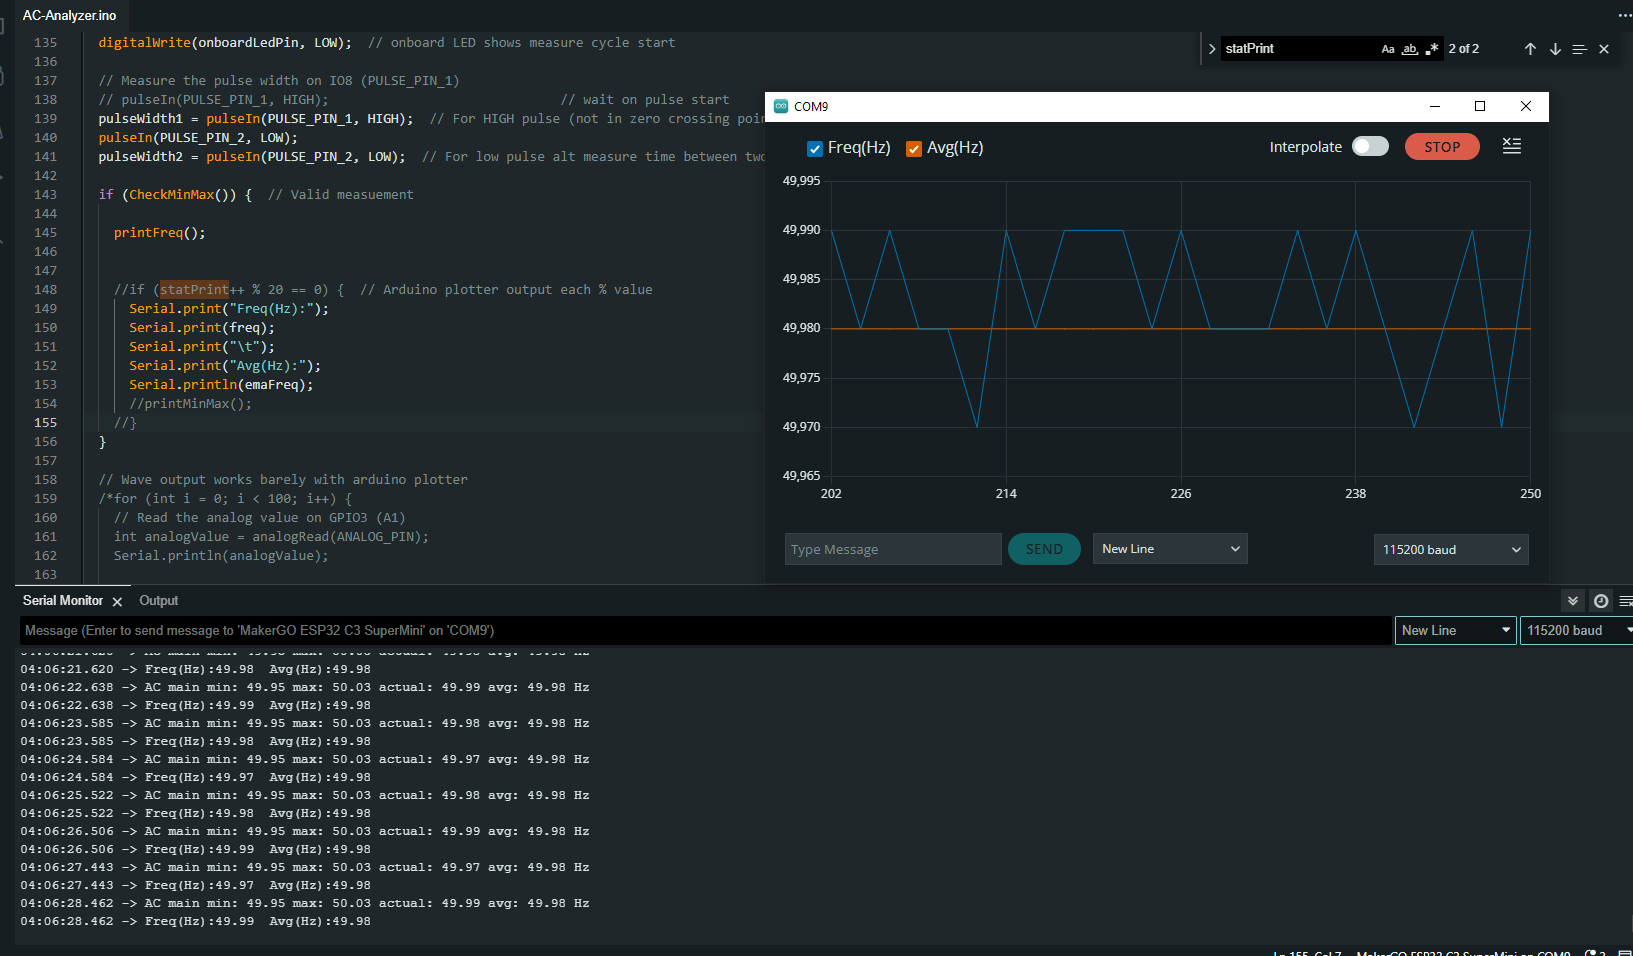 AC-Analyzer.ino
135 digitalWrite(onboardLedPin, LOW);  // onboard LED shows measure cycle start
136
137 // Measure the pulse width on IO8 (PULSE_PIN_1)
138 // pulseIn(PULSE_PIN_1, HIGH);                              // wait on pulse start
139 pulseWidth1 = pulseIn(PULSE_PIN_1, HIGH);  // For HIGH pulse (not in zero crossing poi
140 pulseIn(PULSE_PIN_2, LOW);
141 pulseWidth2 = pulseIn(PULSE_PIN_2, LOW);  // For low pulse alt measure time between two
142
143 if (CheckMinMax()) {  // Valid measuement
144
145 printFreq();
146
147
148 //if (statPrint++ % 20 == 0) {  // Arduino plotter output each % value
149 Serial.print("Freq(Hz):");
150 Serial.print(freq);
151 Serial.print("\t");
152 Serial.print("Avg(Hz):");
153 Serial.println(emaFreq);
154 //printMinMax();
155 //}
156 }
157
158 // Wave output works barely with arduino plotter
159 /*for (int i = 0; i < 100; i++) {
160 // Read the analog value on GPIO3 (A1)
161 int analogValue = analogRead(ANALOG_PIN);
162 Serial.println(analogValue);
163
statPrint Aa ab 2 of 2
COM9
Freq(Hz) Avg(Hz) Interpolate STOP
49,995
49,990
49,985
49,980
49,975
49,970
49,965
202 214 226 238 250
Type Message SEND New Line 115200 baud
Serial Monitor Output
Message (Enter to send message to 'MakerGO ESP32 C3 SuperMini' on 'COM9') New Line 115200 baud
04:06:21.620 -> Freq(Hz):49.98  Avg(Hz):49.98
04:06:22.638 -> AC main min: 49.95 max: 50.03 actual: 49.99 avg: 49.98 Hz
04:06:22.638 -> Freq(Hz):49.99  Avg(Hz):49.98
04:06:23.585 -> AC main min: 49.95 max: 50.03 actual: 49.98 avg: 49.98 Hz
04:06:23.585 -> Freq(Hz):49.98  Avg(Hz):49.98
04:06:24.584 -> AC main min: 49.95 max: 50.03 actual: 49.97 avg: 49.98 Hz
04:06:24.584 -> Freq(Hz):49.97  Avg(Hz):49.98
04:06:25.522 -> AC main min: 49.95 max: 50.03 actual: 49.98 avg: 49.98 Hz
04:06:25.522 -> Freq(Hz):49.98  Avg(Hz):49.98
04:06:26.506 -> AC main min: 49.95 max: 50.03 actual: 49.99 avg: 49.98 Hz
04:06:26.506 -> Freq(Hz):49.99  Avg(Hz):49.98
04:06:27.443 -> AC main min: 49.95 max: 50.03 actual: 49.97 avg: 49.98 Hz
04:06:27.443 -> Freq(Hz):49.97  Avg(Hz):49.98
04:06:28.462 -> AC main min: 49.95 max: 50.03 actual: 49.99 avg: 49.98 Hz
04:06:28.462 -> Freq(Hz):49.99  Avg(Hz):49.98